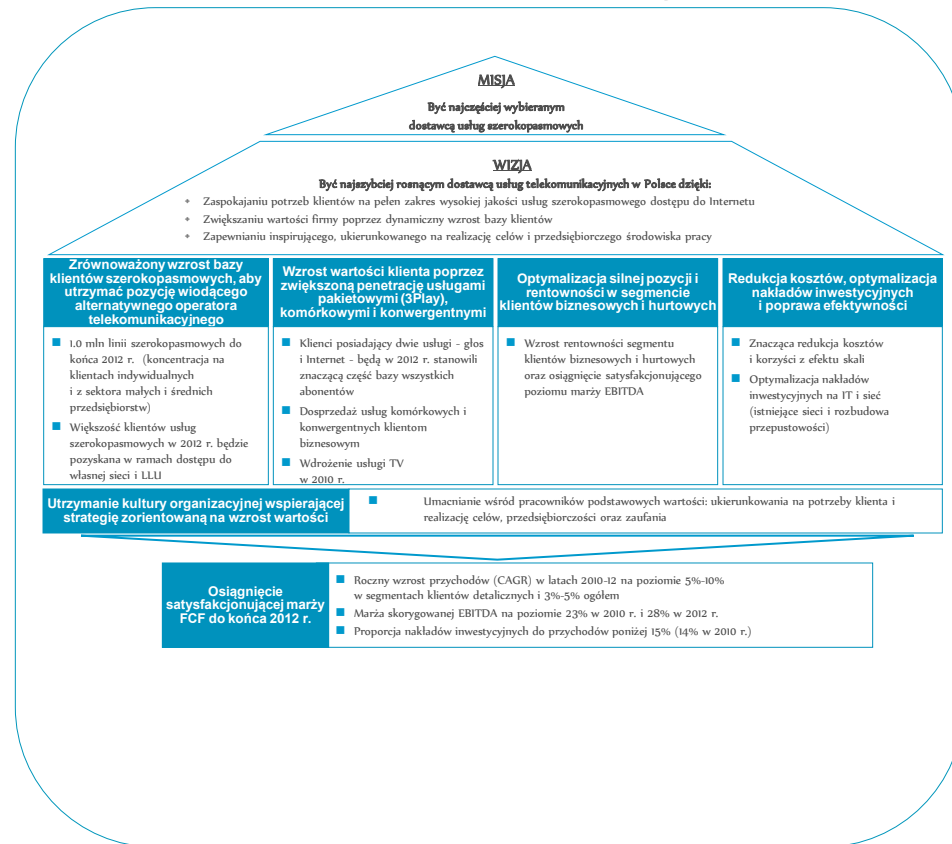 MISJA
Być najczęściej wybieranym
dostawcą usług szerokopasmowych
WIZJA
Być najszybciej rosnącym dostawcą usług telekomunikacyjnych w Polsce dzięki:
Zaspokajaniu potrzeb klientów na pełen zakres wysokiej jakości usług szerokopasmowego dostępu do Internetu
Zwiększaniu wartości firmy poprzez dynamiczny wzrost bazy klientów
Zapewnianiu inspirującego, ukierunkowanego na realizację celów i przedsiębiorczego środowiska pracy
Zrównoważony wzrost bazy
klientów szerokopasmowych, aby
utrzymać pozycję wiodącego
alternatywnego operatora
telekomunikacyjnego
1.0 mln linii szerokopasmowych do
końca 2012 r. (koncentracja na
klientach indywidualnych
i z sektora małych i średnich
przedsiębiorstw)
Większość klientów usług
szerokopasmowych w 2012 r. będzie
pozyskana w ramach dostępu do
własnej sieci i LLU
Wzrost wartości klienta poprzez
zwiększoną penetrację usługami
pakietowymi (3Play),
komórkowymi i konwergentnymi
Klienci posiadający dwie usługi - głos
i Internet - będą w 2012 r. stanowili
znaczącą część bazy wszystkich
abonentów
Dosprzedaż usług komórkowych i
konwergentnych klientom
biznesowym
Wdrożenie usługi TV
w 2010 r.
Optymalizacja silnej pozycji i
rentowności w segmencie
klientów biznesowych i hurtowych
Wzrost rentowności segmentu
klientów biznesowych i hurtowych
oraz osiągnięcie satysfakcjonującego
poziomu marży EBITDA
Redukcja kosztów, optymalizacja
nakładów inwestycyjnych
i poprawa efektywności
Znacząca redukcja kosztów
i korzyści z efektu skali
Optymalizacja nakładów
inwestycyjnych na IT i sieć
(istniejące sieci i rozbudowa
przepustowości)
Utrzymanie kultury organizacyjnej wspierającej
strategię zorientowaną na wzrost wartości
Umacnianie wśród pracowników podstawowych wartości: ukierunkowania na potrzeby klienta i
realizację celów, przedsiębiorczości oraz zaufania
Osiągnięcie
satysfakcjonującej marży
FCF do końca 2012 r.
Roczny wzrost przychodów (CAGR) w latach 2010-12 na poziomie 5%-10%
w segmentach klientów detalicznych i 3%-5% ogółem
Marża skorygowanej EBITDA na poziomie 23% w 2010 r. i 28% w 2012 r.
Proporcja nakładów inwestycyjnych do przychodów poniżej 15% (14% w 2010 r.)